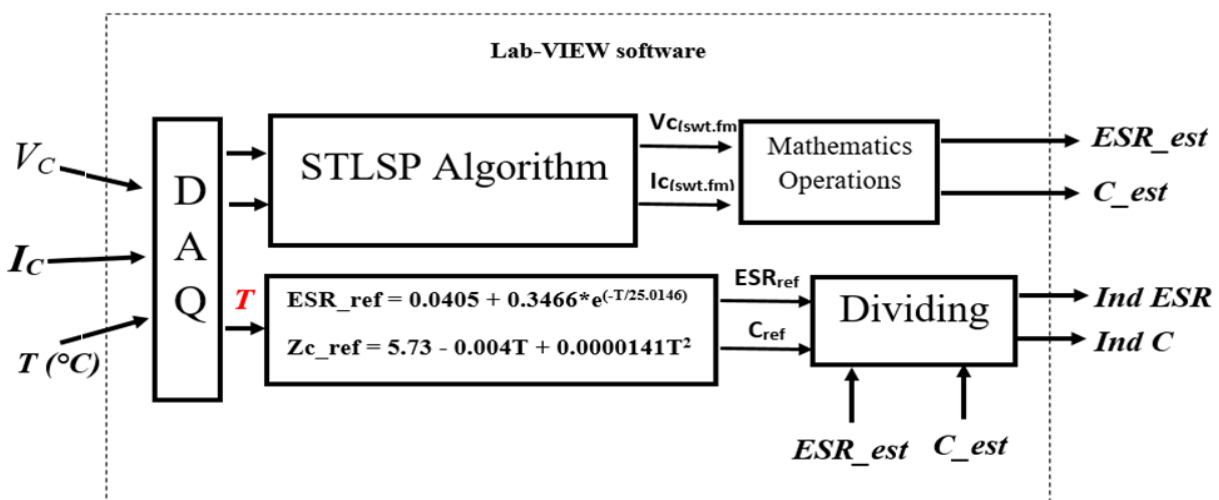 Lab-VIEW software
V_C
I_C
T (°C)
D
A
Q
STLSP Algorithm
Vc(swt.fm
Ic(swt.fm)
Mathematics
Operations
ESR_est
C_est
T
ESR_ref = 0.0405 + 0.3466*e^(-T/25.0146)
Zc_ref = 5.73 - 0.004T + 0.0000141T²
ESRref
Cref
Dividing
Ind ESR
Ind C
ESR_est
C_est